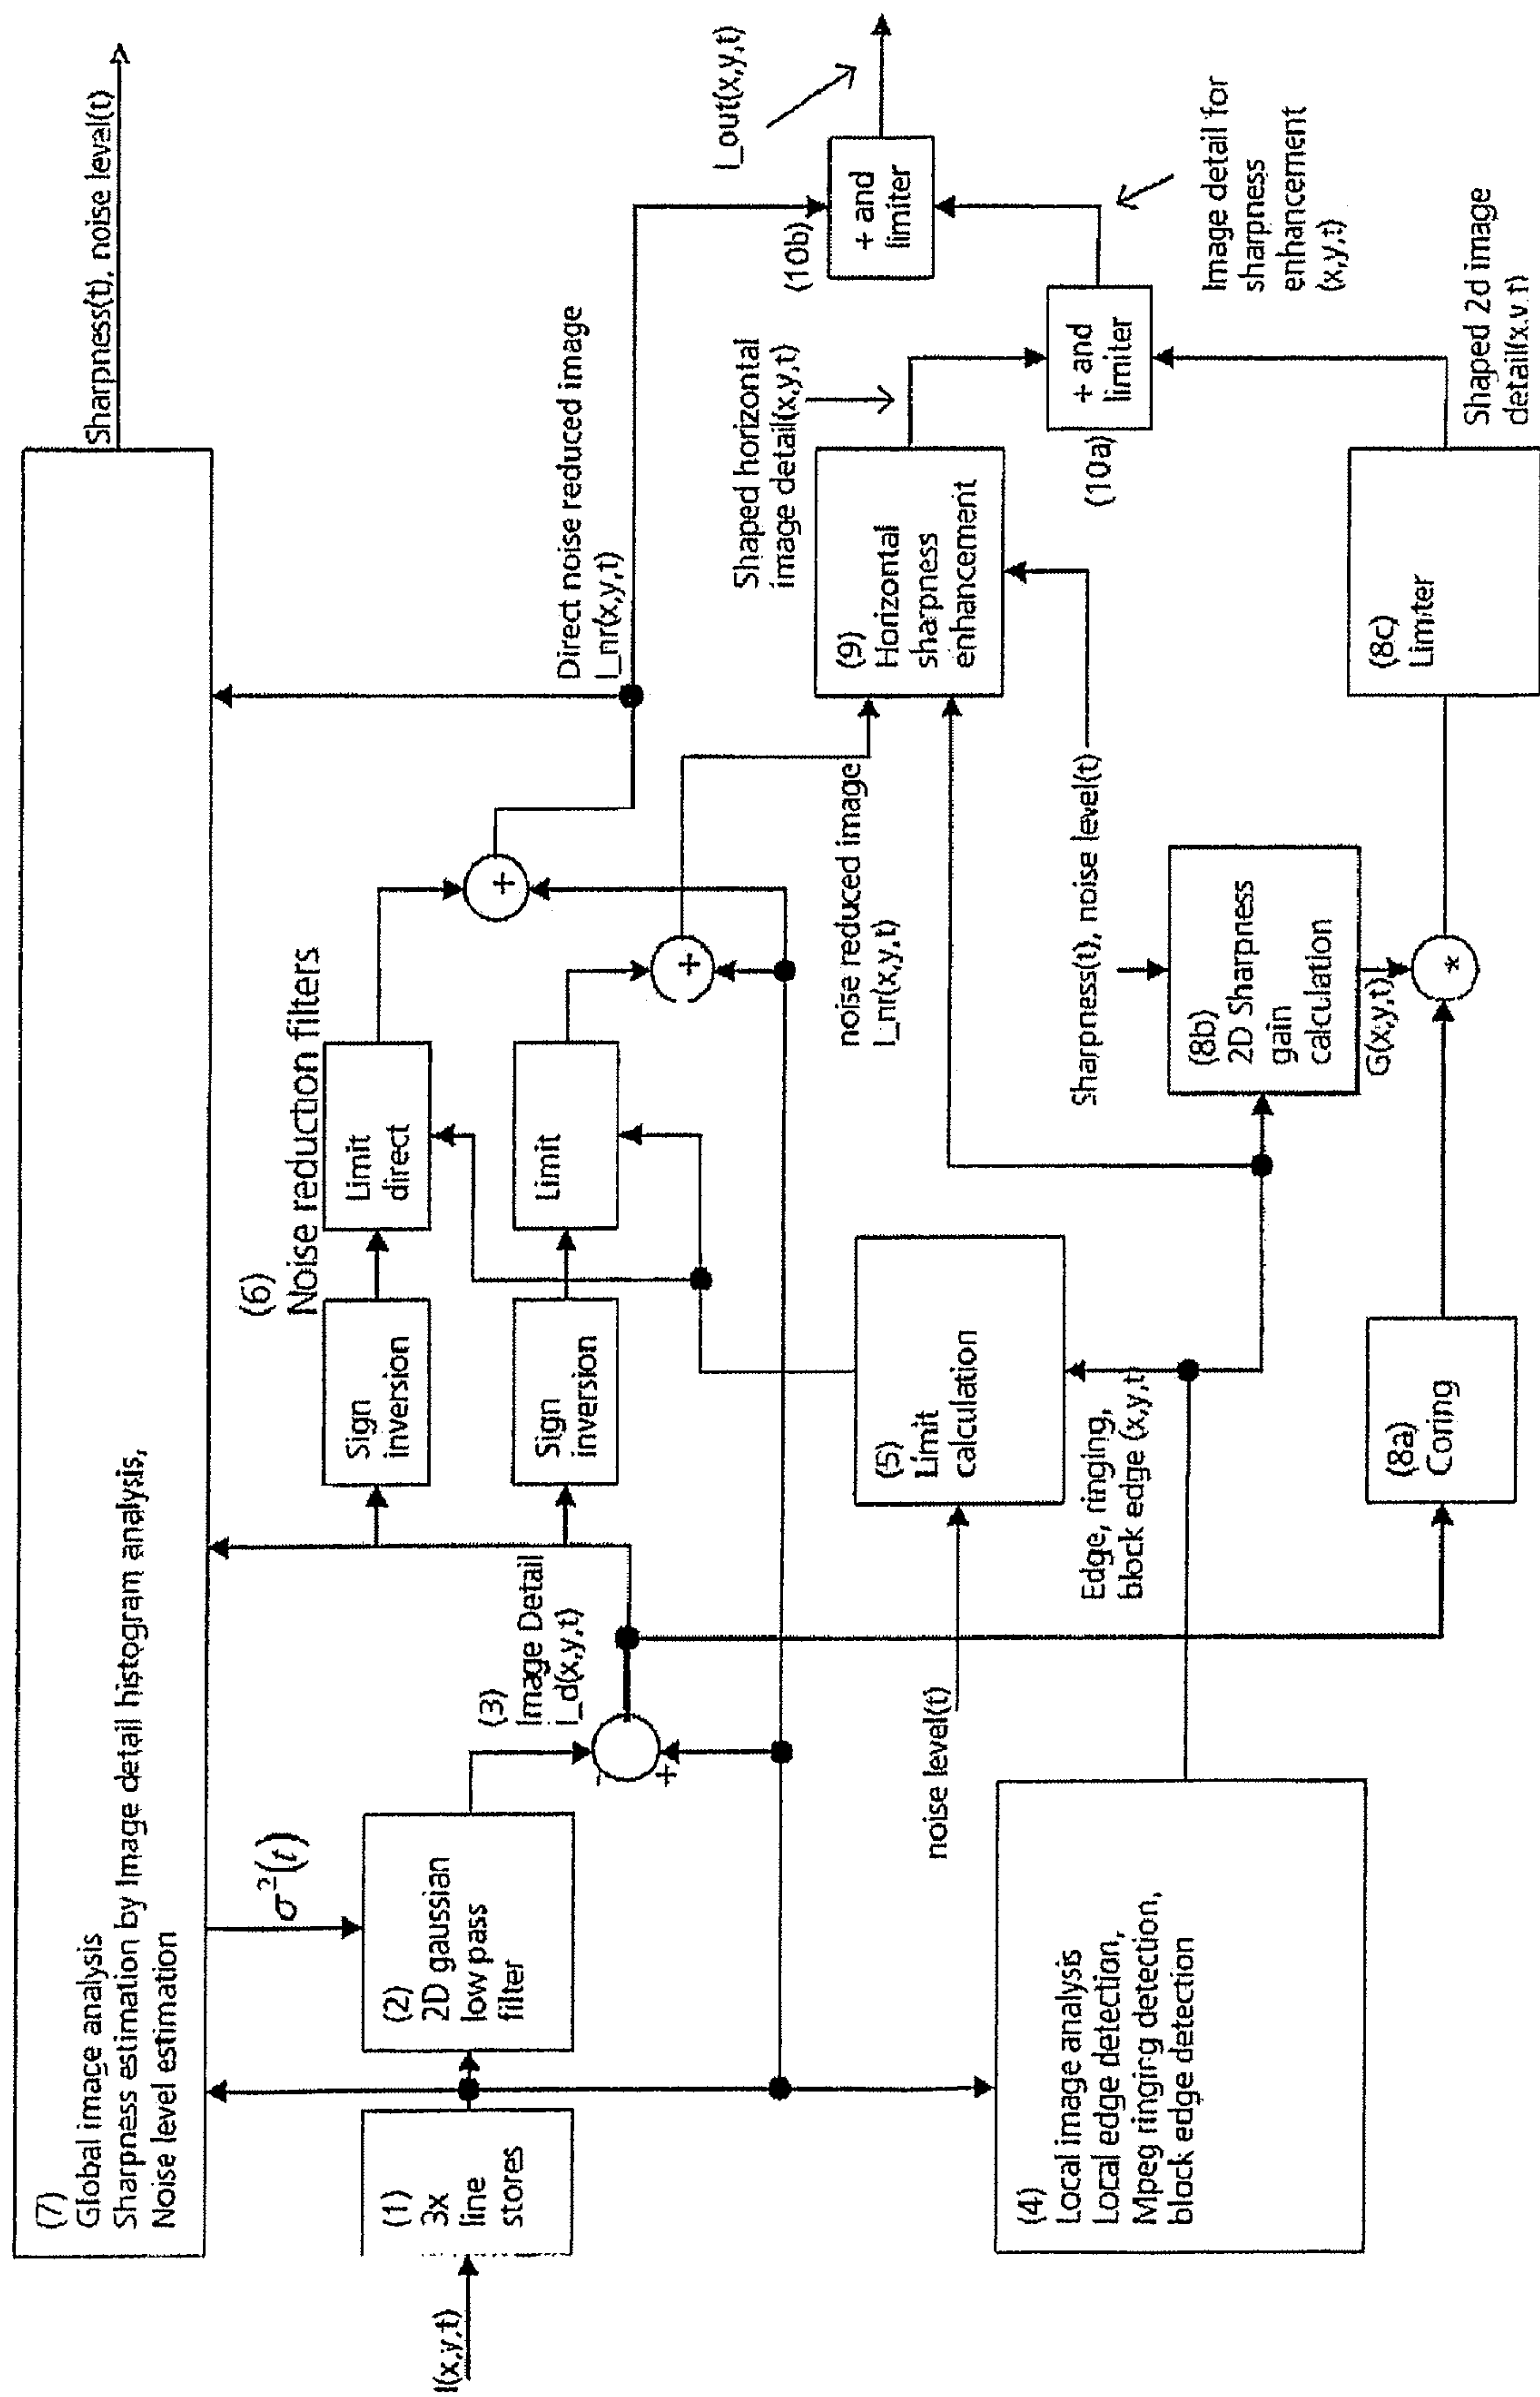 (7)
Global image analysis
Sharpness estimation by Image detail histogram analysis,
Noise level estimation
Sharpness(t), noise leval(t)
σ²(t)
I(x,y,t)
(1)
3x
line
stores
(2)
2D gaussian
low pass
filter
(3)
Image Detail
I_d(x,y,t)
-
+
(6)
Noise reduction filters
Sign
inversion
Limit
direct
+
Sign
inversion
Limit
+
Direct noise reduced image
I_nr(x,y,t)
noise reduced image
I_nr(x,y,t)
noise level(t)
(5)
Limit
calculation
Edge, ringing,
block edge (x,y,t)
(4)
Local image analysis
Local edge detection,
Mpeg ringing detection,
block edge detection
Sharpness(t), noise level(t)
(8b)
2D Sharpness
gain
calculation
G(x,y,t)
(8a)
Coring
*
(8c)
Limiter
Shaped 2d image
detail(x,y,t)
(9)
Horizontal
sharpness
enhancement
Shaped horizontal
image detail(x,y,t)
(10a)
+ and
limiter
Image detail for
sharpness
enhancement
(x,y,t)
(10b)
+ and
limiter
I_out(x,y,t)